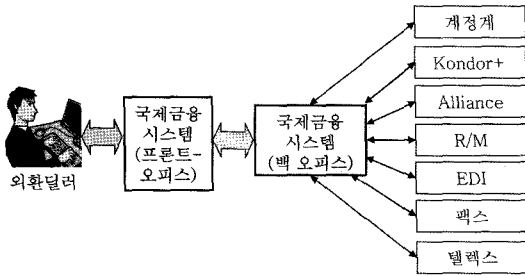 외환딜러
국제금융
시스템
(프론트-
오피스)
국제금융
시스템
(백 오피스)
계정계
Kondor+
Alliance
R/M
EDI
팩스
텔렉스